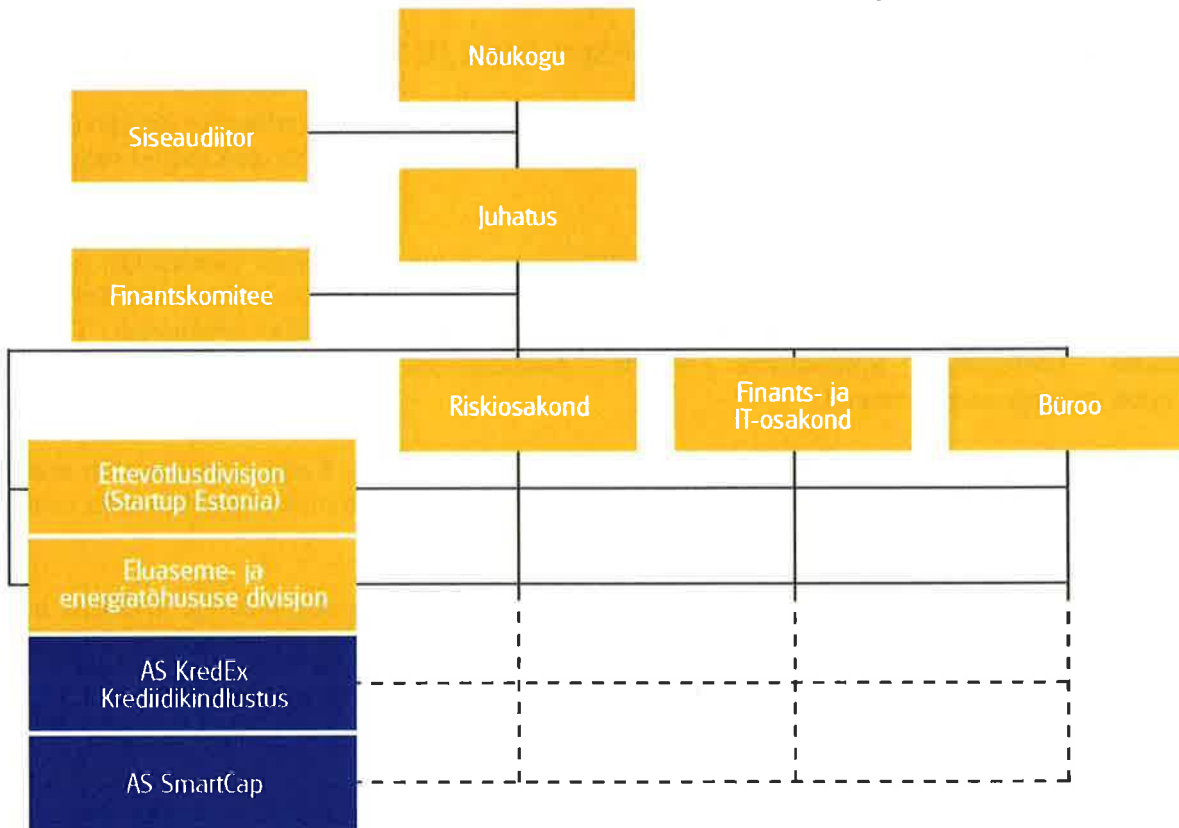 Nõukogu
Siseaudiitor
Juhatus
Finantskomitee
Riskiosakond
Finants- ja
IT-osakond
Büroo
Ettevõtlusdivisjon
(Startup Estonia)
Eluaseme- ja
energiatõhususe divisjon
AS KredEx
Krediidikindlustus
AS SmartCap